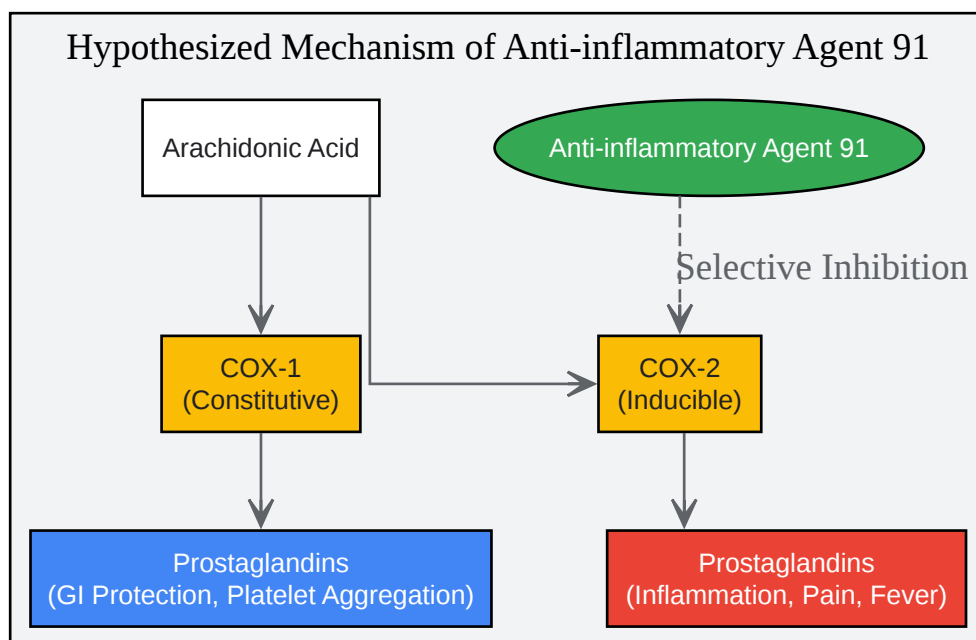 Hypothesized Mechanism of Anti-inflammatory Agent 91
Arachidonic Acid
Anti-inflammatory Agent 91
Selective Inhibition
COX-1
(Constitutive)
COX-2
(Inducible)
Prostaglandins
(GI Protection, Platelet Aggregation)
Prostaglandins
(Inflammation, Pain, Fever)